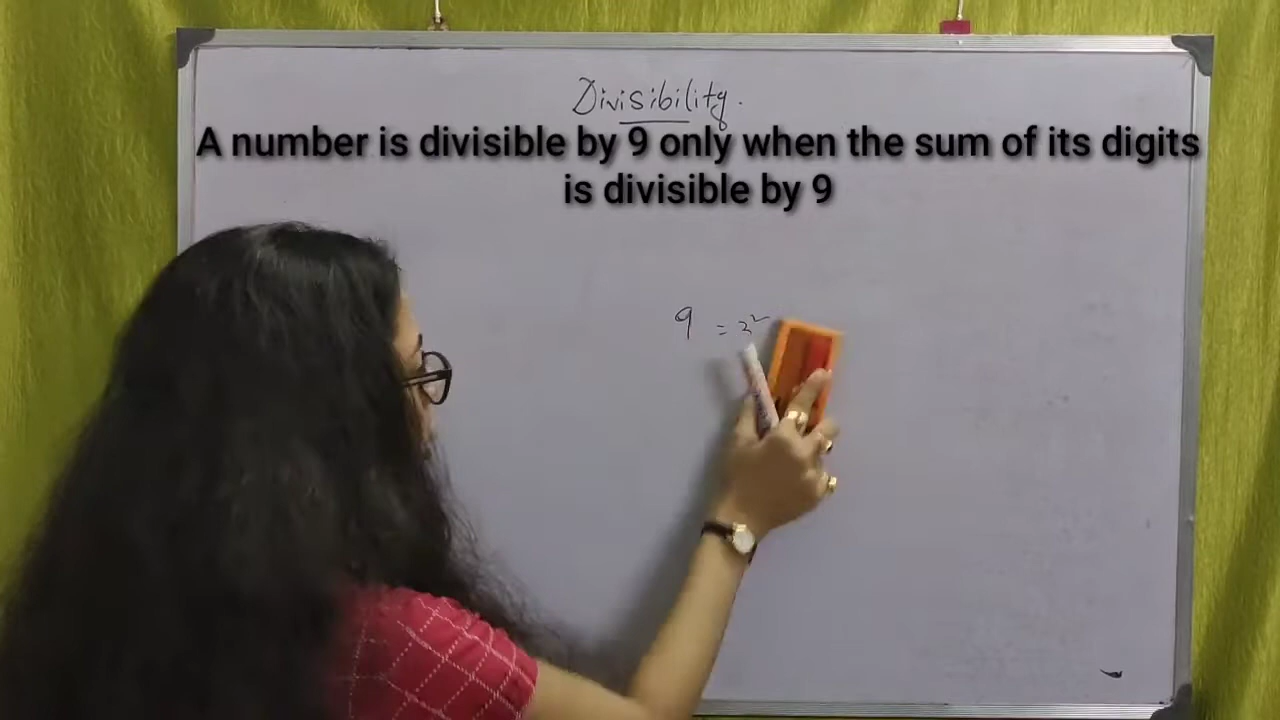 Divisibility.
A number is divisible by 9 only when the sum of its digits
is divisible by 9
9 = 3²